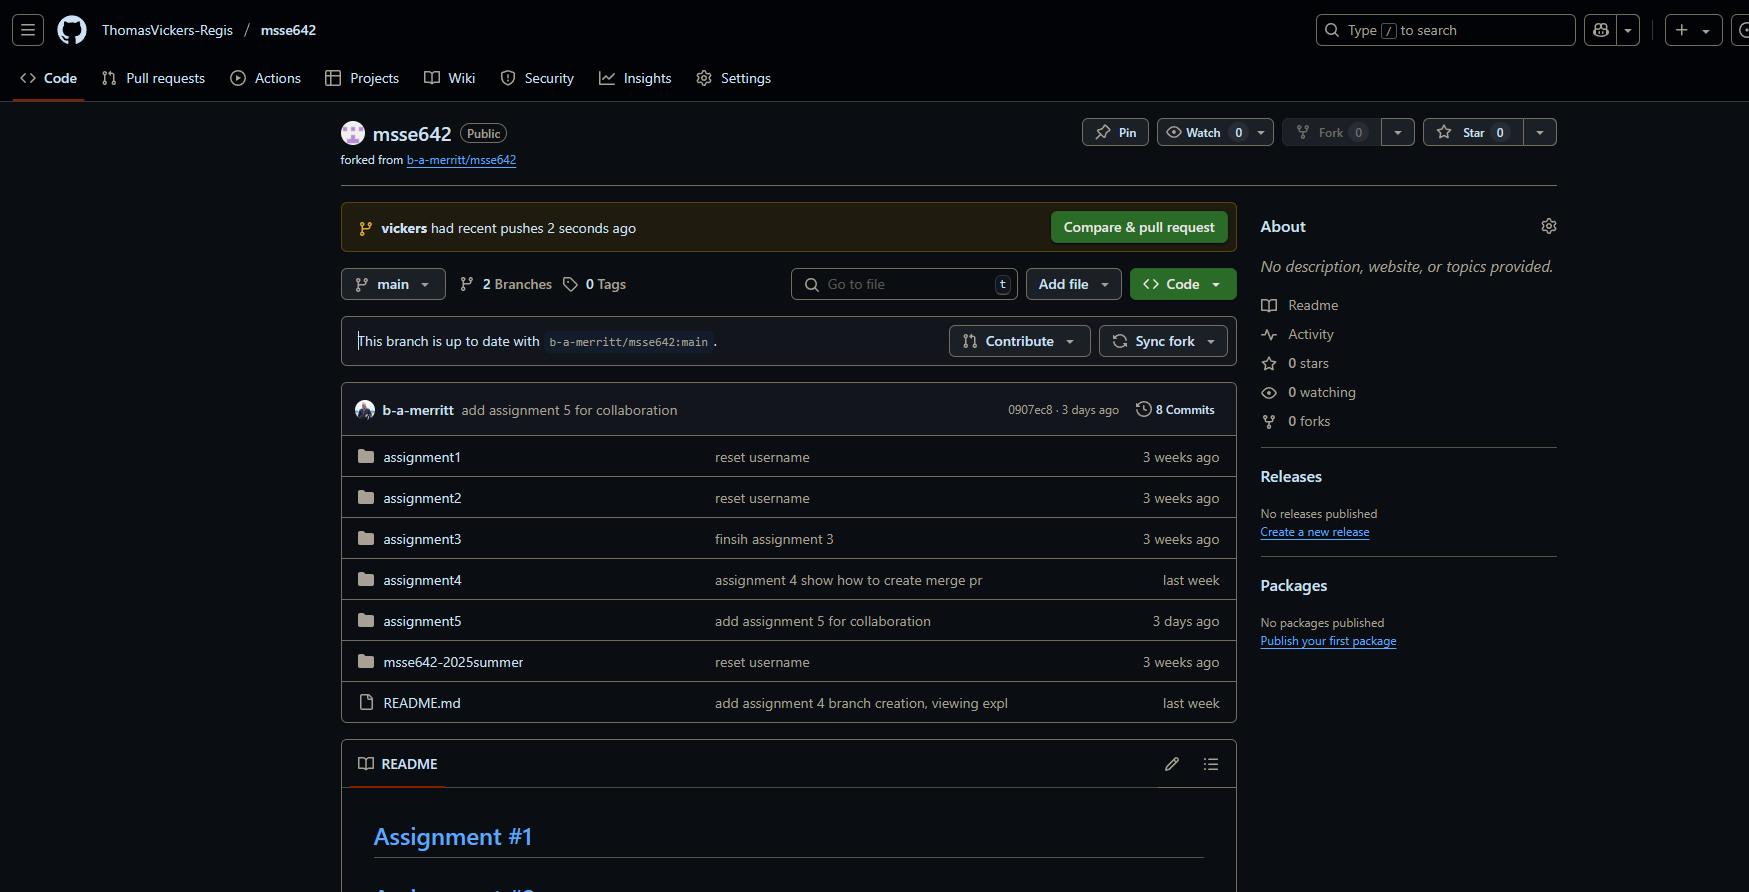 ThomasVickers-Regis / msse642
Type / to search
Code
Pull requests
Actions
Projects
Wiki
Security
Insights
Settings
msse642 Public
forked from b-a-merritt/msse642
Pin
Watch 0
Fork 0
Star 0
vickers had recent pushes 2 seconds ago
Compare & pull request
main
2 Branches
0 Tags
Go to file t
Add file
Code
This branch is up to date with b-a-merritt/msse642:main .
Contribute
Sync fork
b-a-merritt add assignment 5 for collaboration 0907ec8 · 3 days ago 8 Commits
assignment1 reset username 3 weeks ago
assignment2 reset username 3 weeks ago
assignment3 finsih assignment 3 3 weeks ago
assignment4 assignment 4 show how to create merge pr last week
assignment5 add assignment 5 for collaboration 3 days ago
msse642-2025summer reset username 3 weeks ago
README.md add assignment 4 branch creation, viewing expl last week
README
Assignment #1
About
No description, website, or topics provided.
Readme
Activity
0 stars
0 watching
0 forks
Releases
No releases published
Create a new release
Packages
No packages published
Publish your first package